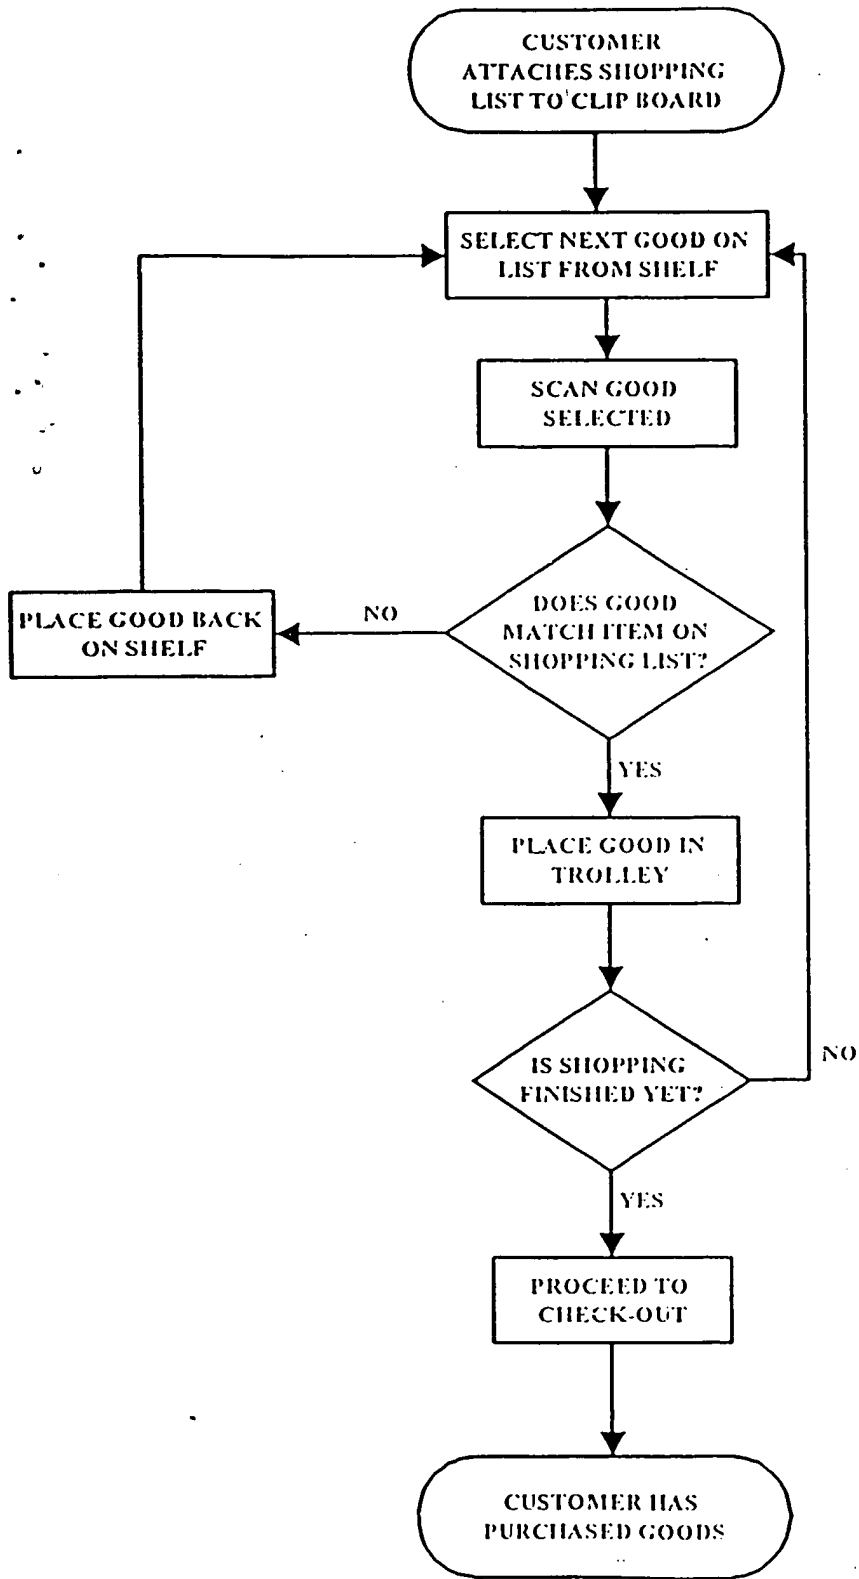 CUSTOMER
ATTACHES SHOPPING
LIST TO CLIP BOARD
SELECT NEXT GOOD ON
LIST FROM SHELF
SCAN GOOD
SELECTED
DOES GOOD
MATCH ITEM ON
SHOPPING LIST?
NO
PLACE GOOD BACK
ON SHELF
YES
PLACE GOOD IN
TROLLEY
IS SHOPPING
FINISHED YET?
NO
YES
PROCEED TO
CHECK-OUT
CUSTOMER HAS
PURCHASED GOODS